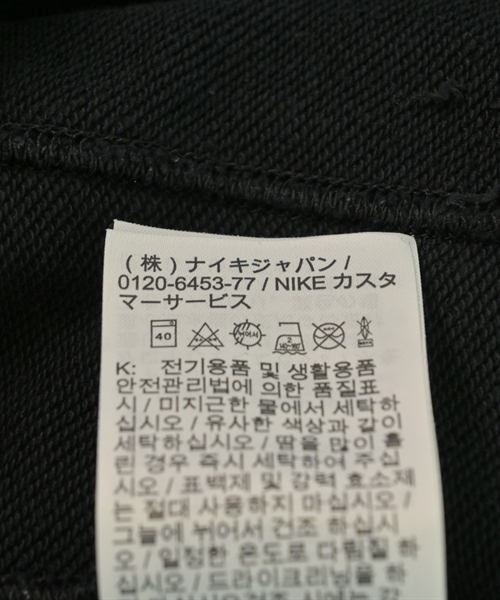 (株)ナイキジャパン/
0120-6453-77 / NIKE カスタ
マーサービス
40
K: 전기용품 및 생활용품
안전관리법에 의한 품질표
시 / 미지근한 물에서 세탁하
십시오 / 유사한 색상과 같이
세탁하십시오 / 땀을 많이 흘
린 경우 즉시 세탁하여 주십
시오 / 표백제 및 강력 효소제
는 절대 사용하지 마십시오 /
그늘에 뉘어서 건조 하십시
오 / 일정한 온도로 다림질 하
십시오 / 드라이크리닝을 하